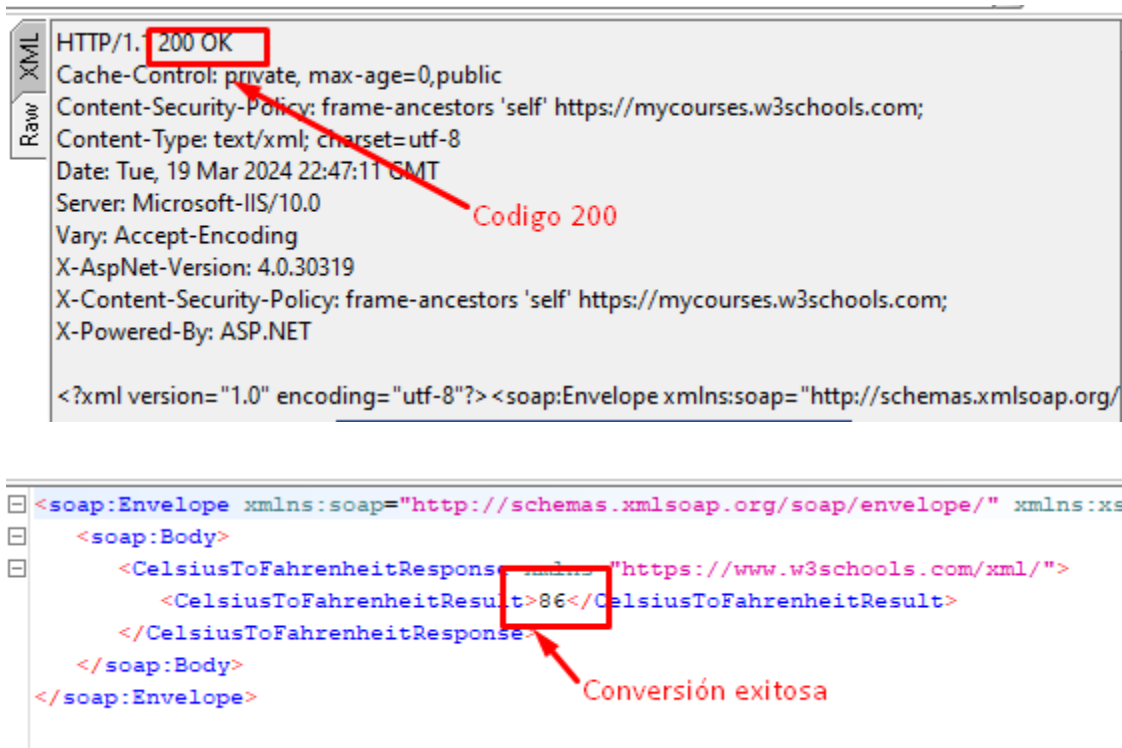 XML
Raw
HTTP/1.1 200 OK
Cache-Control: private, max-age=0,public
Content-Security-Policy: frame-ancestors 'self' https://mycourses.w3schools.com;
Content-Type: text/xml; charset=utf-8
Date: Tue, 19 Mar 2024 22:47:11 GMT
Server: Microsoft-IIS/10.0
Codigo 200
Vary: Accept-Encoding
X-AspNet-Version: 4.0.30319
X-Content-Security-Policy: frame-ancestors 'self' https://mycourses.w3schools.com;
X-Powered-By: ASP.NET
<?xml version="1.0" encoding="utf-8"?><soap:Envelope xmlns:soap="http://schemas.xmlsoap.org/
<soap:Envelope xmlns:soap="http://schemas.xmlsoap.org/soap/envelope/" xmlns:xs
<soap:Body>
<CelsiusToFahrenheitResponse xmlns="https://www.w3schools.com/xml/">
<CelsiusToFahrenheitResult>86</CelsiusToFahrenheitResult>
</CelsiusToFahrenheitResponse>
</soap:Body>
</soap:Envelope>
Conversión exitosa